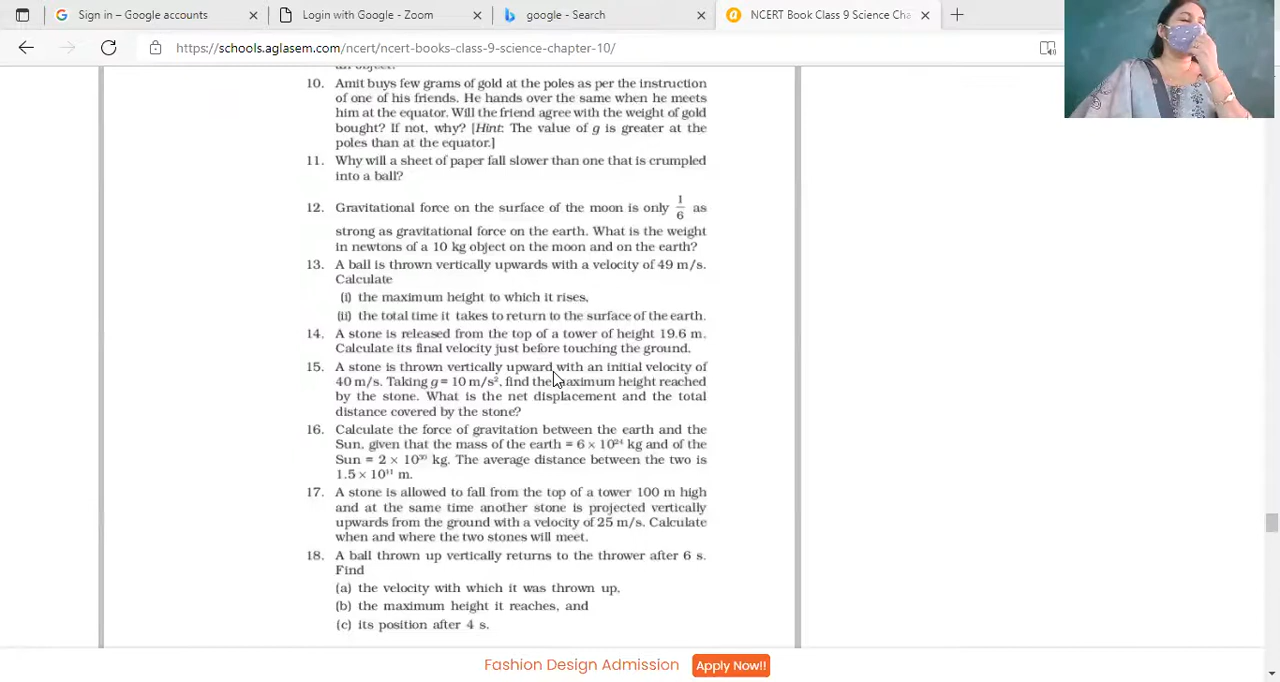 Sign in – Google accounts
Login with Google - Zoom
google - Search
NCERT Book Class 9 Science Cha
https://schools.aglasem.com/ncert/ncert-books-class-9-science-chapter-10/
an object.
10. Amit buys few grams of gold at the poles as per the instruction
of one of his friends. He hands over the same when he meets
him at the equator. Will the friend agree with the weight of gold
bought? If not, why? [Hint: The value of g is greater at the
poles than at the equator.]
11. Why will a sheet of paper fall slower than one that is crumpled
into a ball?
12. Gravitational force on the surface of the moon is only 1/6 as
strong as gravitational force on the earth. What is the weight
in newtons of a 10 kg object on the moon and on the earth?
13. A ball is thrown vertically upwards with a velocity of 49 m/s.
Calculate
(i) the maximum height to which it rises,
(ii) the total time it takes to return to the surface of the earth.
14. A stone is released from the top of a tower of height 19.6 m.
Calculate its final velocity just before touching the ground.
15. A stone is thrown vertically upward with an initial velocity of
40 m/s. Taking g = 10 m/s², find the maximum height reached
by the stone. What is the net displacement and the total
distance covered by the stone?
16. Calculate the force of gravitation between the earth and the
Sun, given that the mass of the earth = 6 × 10²⁴ kg and of the
Sun = 2 × 10³⁰ kg. The average distance between the two is
1.5 × 10¹¹ m.
17. A stone is allowed to fall from the top of a tower 100 m high
and at the same time another stone is projected vertically
upwards from the ground with a velocity of 25 m/s. Calculate
when and where the two stones will meet.
18. A ball thrown up vertically returns to the thrower after 6 s.
Find
(a) the velocity with which it was thrown up,
(b) the maximum height it reaches, and
(c) its position after 4 s.
Fashion Design Admission Apply Now!!